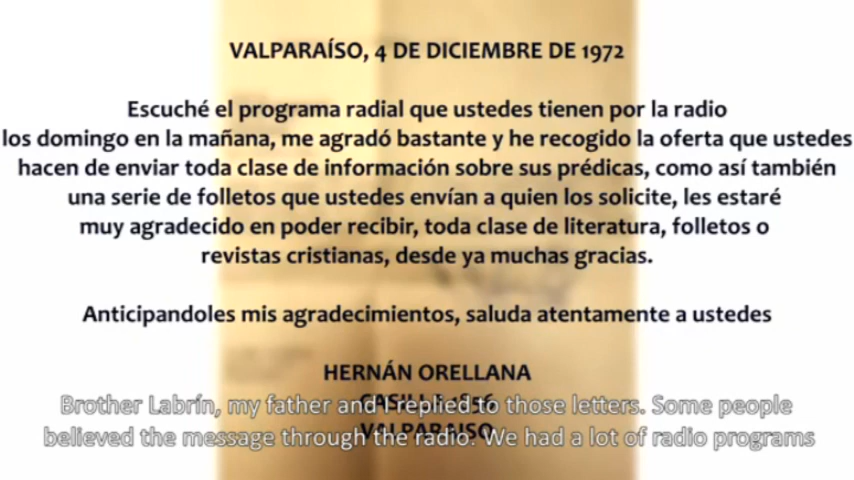 VALPARAÍSO, 4 DE DICIEMBRE DE 1972
Escuché el programa radial que ustedes tienen por la radio
los domingo en la mañana, me agradó bastante y he recogido la oferta que ustedes
hacen de enviar toda clase de información sobre sus prédicas, como así también
una serie de folletos que ustedes envían a quien los solicite, les estaré
muy agradecido en poder recibir, toda clase de literatura, folletos o
revistas cristianas, desde ya muchas gracias.
Anticipandoles mis agradecimientos, saluda atentamente a ustedes
HERNÁN ORELLANA
CASILLA
VALPARAISO
Brother Labrín, my father and I replied to those letters. Some people
believed the message through the radio. We had a lot of radio programs